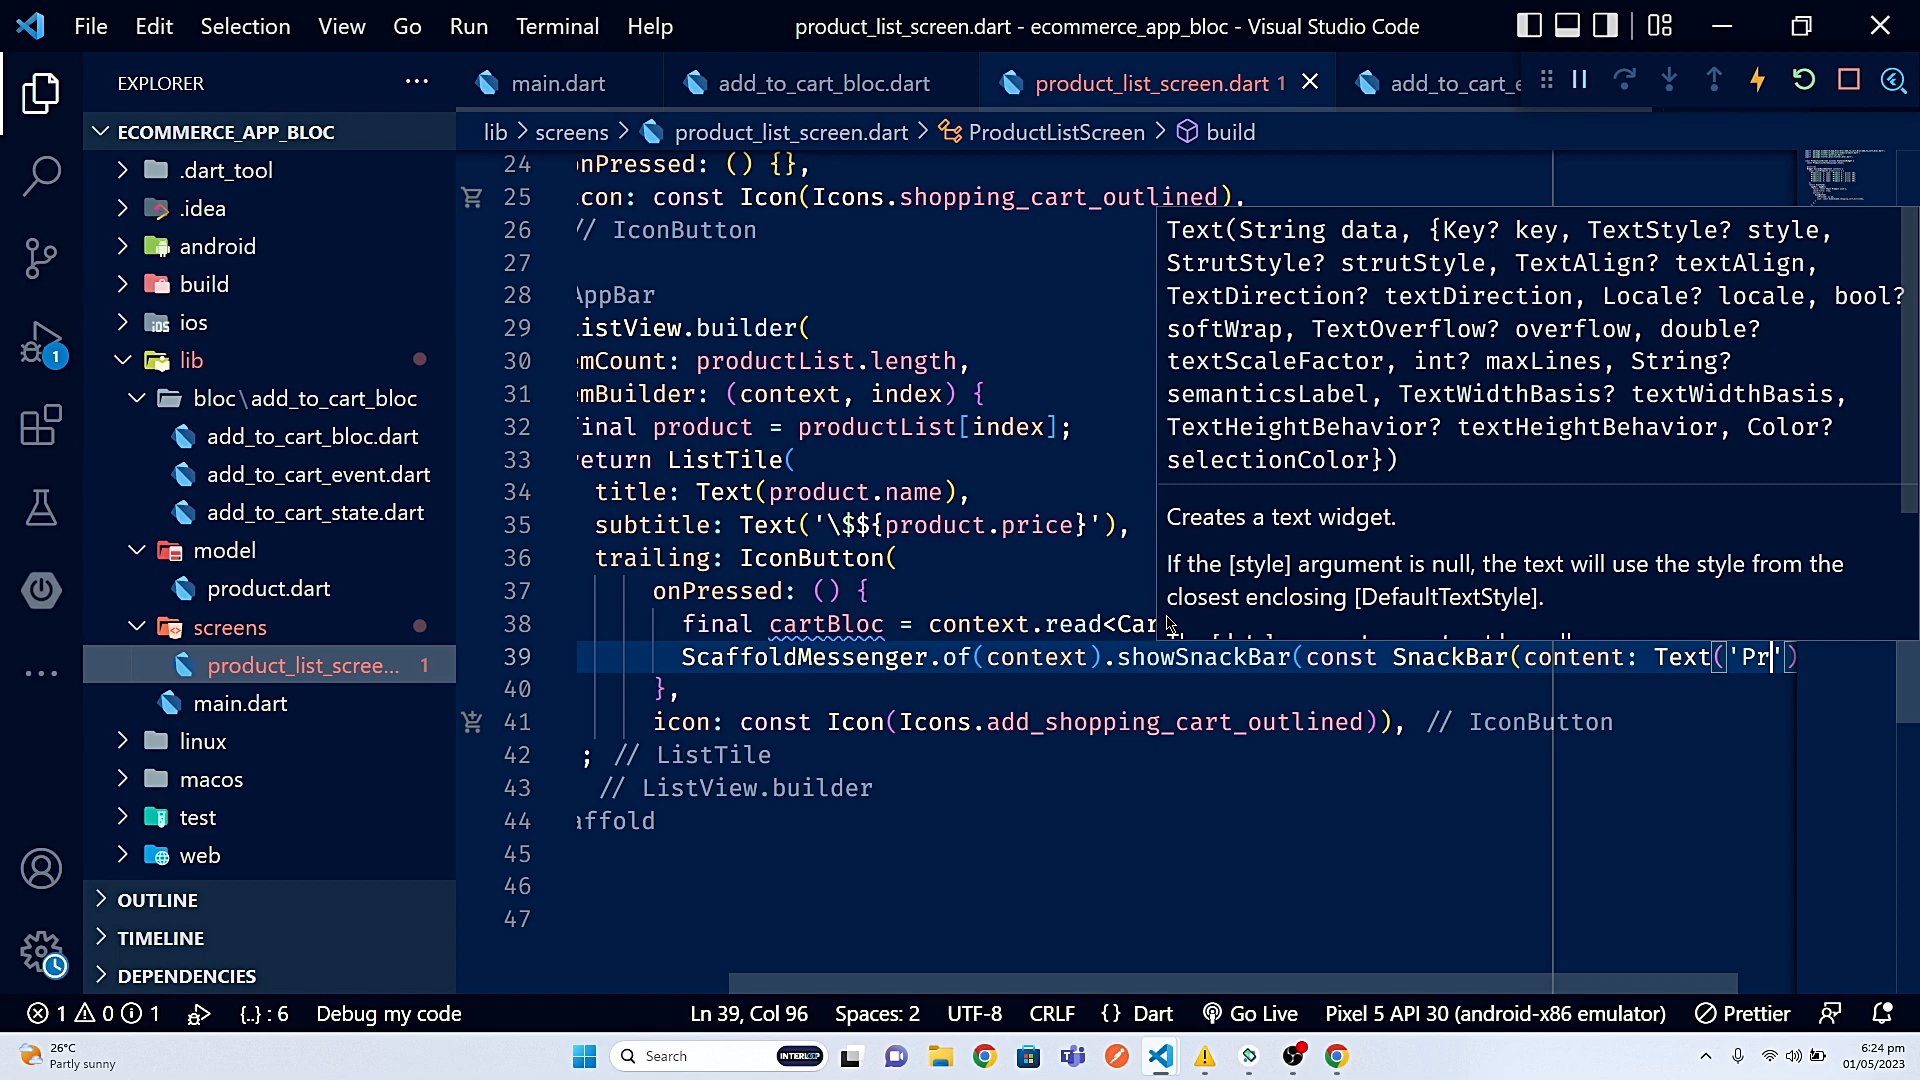 File Edit Selection View Go Run Terminal Help
product_list_screen.dart - ecommerce_app_bloc - Visual Studio Code
EXPLORER
ECOMMERCE_APP_BLOC
.dart_tool
.idea
android
build
ios
lib
bloc\add_to_cart_bloc
add_to_cart_bloc.dart
add_to_cart_event.dart
add_to_cart_state.dart
model
product.dart
screens
product_list_scree... 1
main.dart
linux
macos
test
web
OUTLINE
TIMELINE
DEPENDENCIES
1
main.dart add_to_cart_bloc.dart product_list_screen.dart 1 add_to_cart_e
lib > screens > product_list_screen.dart > ProductListScreen > build
24 onPressed: () {},
25 icon: const Icon(Icons.shopping_cart_outlined),
26 // IconButton
27
28 AppBar
29 ListView.builder(
30 emCount: productList.length,
31 emBuilder: (context, index) {
32 final product = productList[index];
33 return ListTile(
34 title: Text(product.name),
35 subtitle: Text('\$${product.price}'),
36 trailing: IconButton(
37 onPressed: () {
38 final cartBloc = context.read<Car
39 ScaffoldMessenger.of(context).showSnackBar(const SnackBar(content: Text('Pr')
40 },
41 icon: const Icon(Icons.add_shopping_cart_outlined)), // IconButton
42 ; // ListTile
43 // ListView.builder
44 affold
45
46
47
Text(String data, {Key? key, TextStyle? style,
StrutStyle? strutStyle, TextAlign? textAlign,
TextDirection? textDirection, Locale? locale, bool?
softWrap, TextOverflow? overflow, double?
textScaleFactor, int? maxLines, String?
semanticsLabel, TextWidthBasis? textWidthBasis,
TextHeightBehavior? textHeightBehavior, Color?
selectionColor})
Creates a text widget.
If the [style] argument is null, the text will use the style from the
closest enclosing [DefaultTextStyle].
1 0 1 {..} : 6 Debug my code Ln 39, Col 96 Spaces: 2 UTF-8 CRLF {} Dart Go Live Pixel 5 API 30 (android-x86 emulator) Prettier
26°C
Partly sunny
Search
INTERLOOP
6:24 pm
01/05/2023